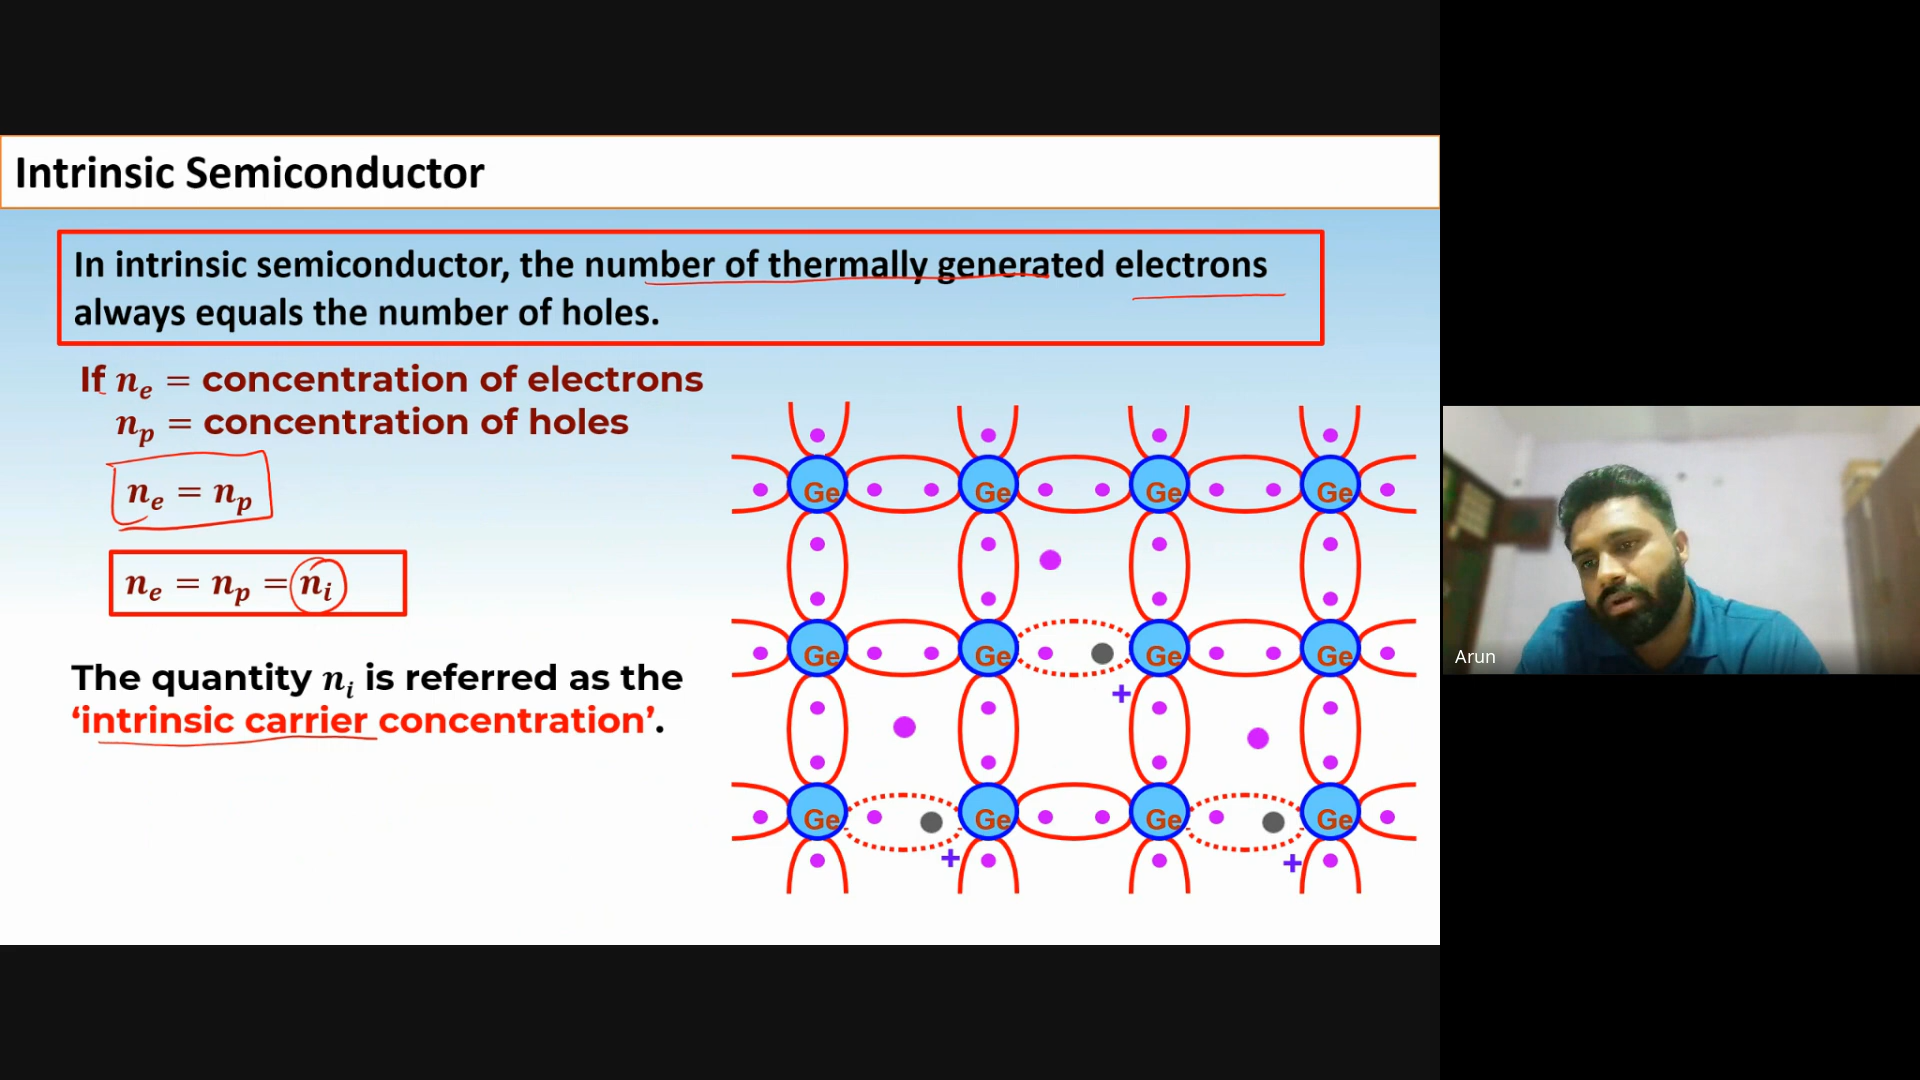 Intrinsic Semiconductor
In intrinsic semiconductor, the number of thermally generated electrons
always equals the number of holes.
If nₑ = concentration of electrons
nₚ = concentration of holes
nₑ = nₚ
nₑ = nₚ = nᵢ
The quantity nᵢ is referred as the
‘intrinsic carrier concentration’.
Ge Ge Ge Ge
Ge Ge Ge Ge
+
Ge Ge Ge Ge
+ +
Arun